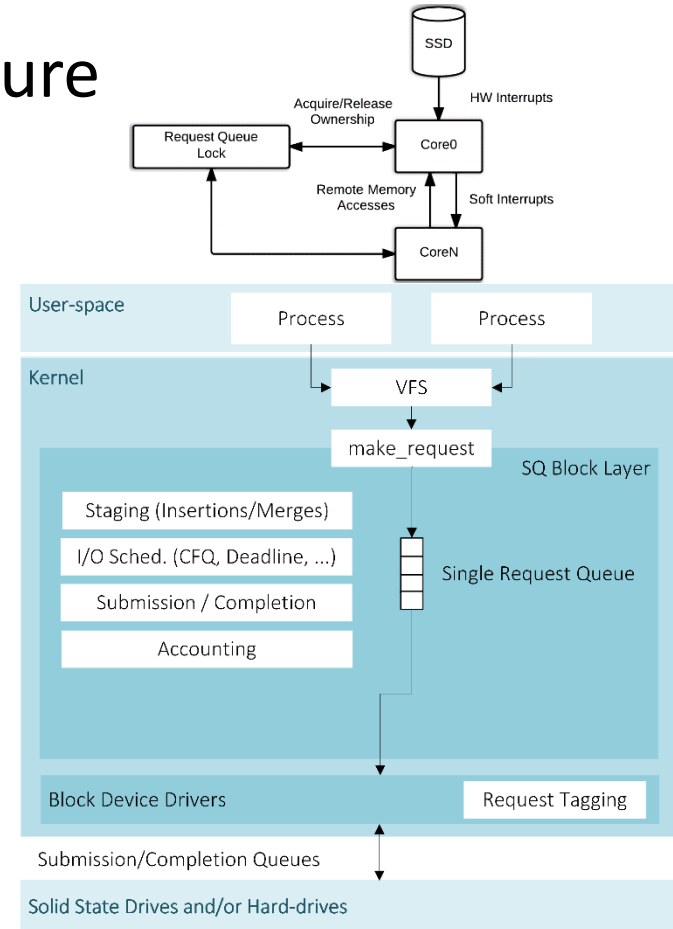 ure
SSD
HW Interrupts
Acquire/Release
Ownership
Request Queue
Lock
Core0
Remote Memory
Accesses
Soft Interrupts
CoreN
User-space
Process
Process
Kernel
VFS
make_request
SQ Block Layer
Staging (Insertions/Merges)
I/O Sched. (CFQ, Deadline, ...)
Single Request Queue
Submission / Completion
Accounting
Block Device Drivers
Request Tagging
Submission/Completion Queues
Solid State Drives and/or Hard-drives